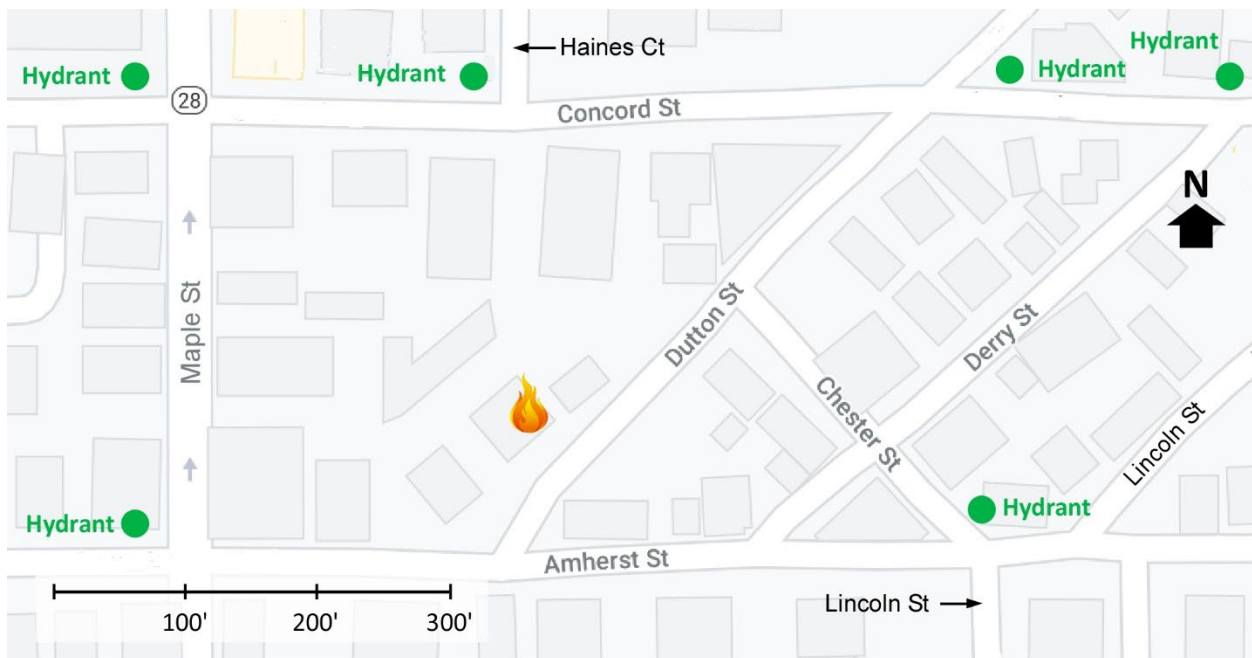 Haines Ct
Hydrant
Hydrant
Hydrant
Hydrant
28
Concord St
N
Maple St
Dutton St
Derry St
Chester St
Lincoln St
Hydrant
Hydrant
Amherst St
Lincoln St
100' 200' 300'